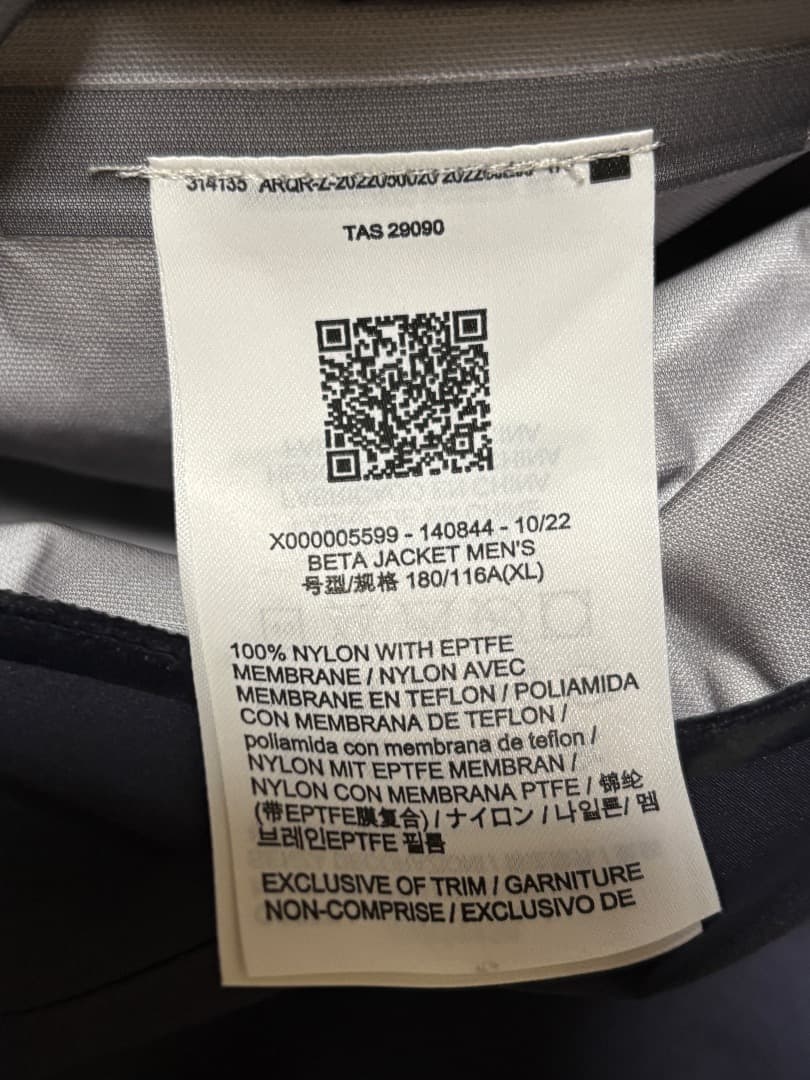 314135 ARQR-Z-2022050020
TAS 29090
X000005599 - 140844 - 10/22
BETA JACKET MEN'S
号型/规格 180/116A(XL)
100% NYLON WITH EPTFE
MEMBRANE / NYLON AVEC
MEMBRANE EN TEFLON / POLIAMIDA
CON MEMBRANA DE TEFLON /
poliamida con membrana de teflon /
NYLON MIT EPTFE MEMBRAN /
NYLON CON MEMBRANA PTFE / 锦纶
(带EPTFE膜复合) / ナイロン / 나일론/ 멤
브레인EPTFE 필름
EXCLUSIVE OF TRIM / GARNITURE
NON-COMPRISE / EXCLUSIVO DE